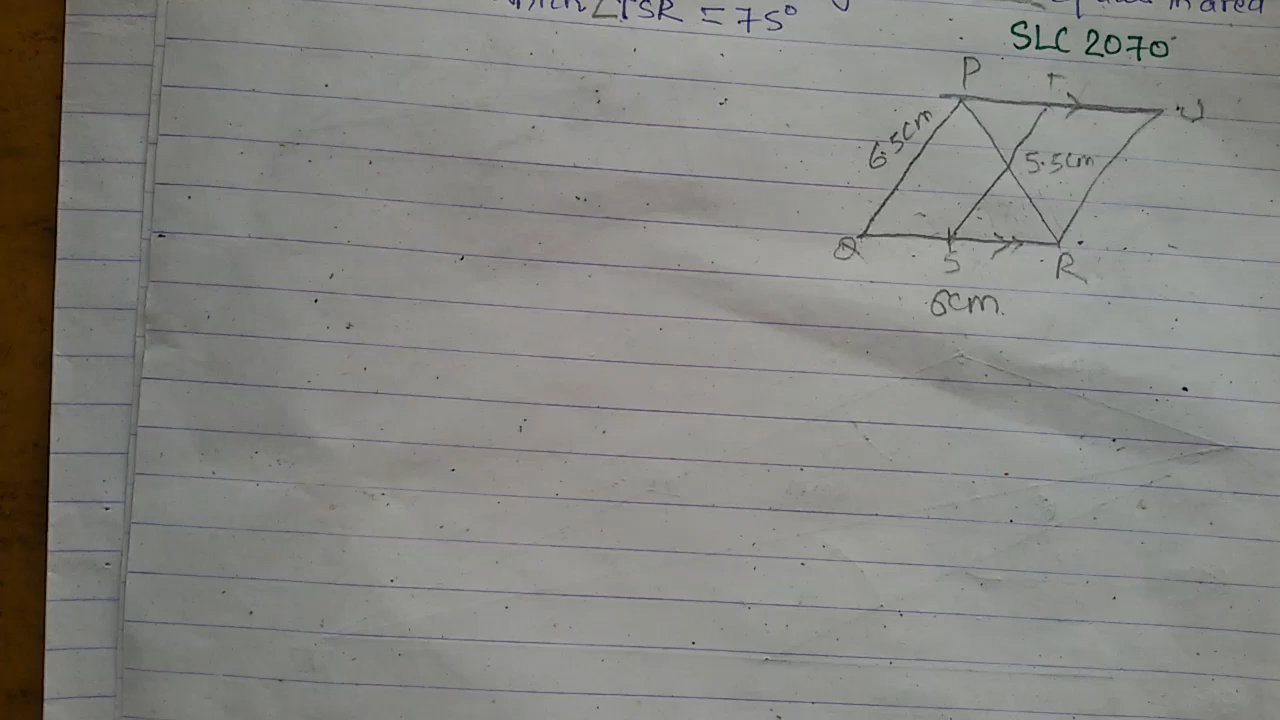 ∠TSR = 75°
SLC 2070
P T U
6.5cm
5.5cm
Q S R
6cm.